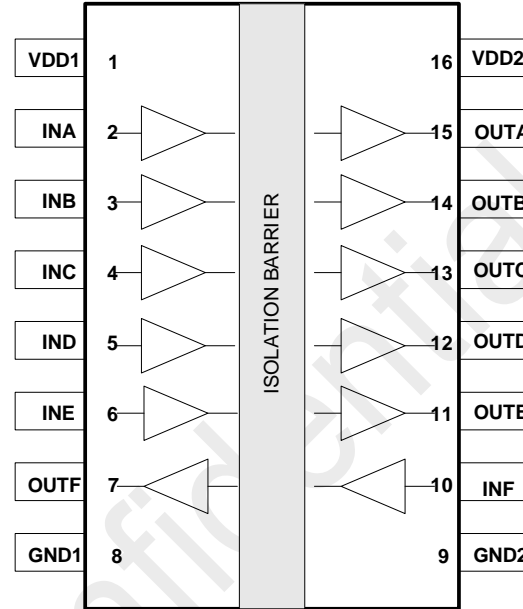 VDD1 1 16 VDD2
INA 2 15 OUTA
INB 3 14 OUTB
INC 4 13 OUTC
IND 5 12 OUTD
INE 6 11 OUTE
OUTF 7 10 INF
GND1 8 9 GND2
ISOLATION BARRIER
nfidential